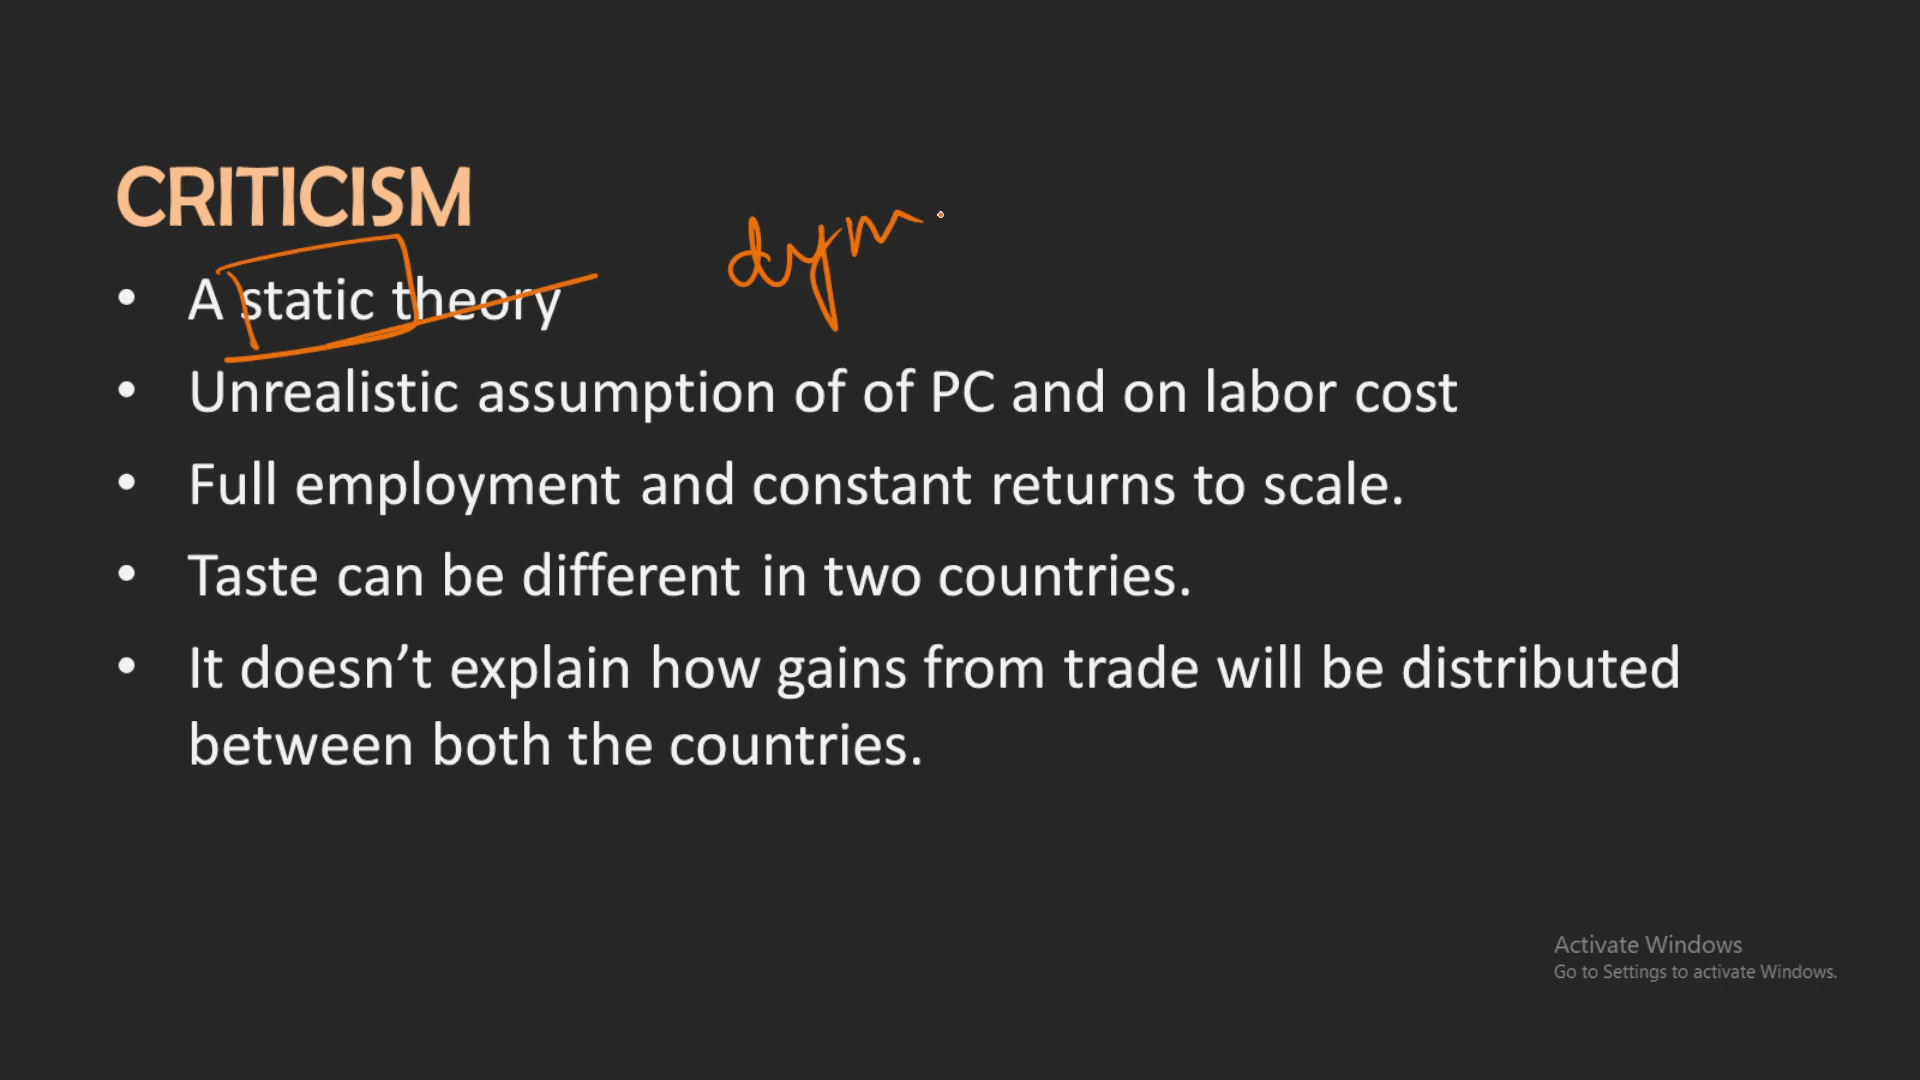 CRITICISM
dym
• A static theory
• Unrealistic assumption of of PC and on labor cost
• Full employment and constant returns to scale.
• Taste can be different in two countries.
• It doesn’t explain how gains from trade will be distributed
between both the countries.
Activate Windows
Go to Settings to activate Windows.